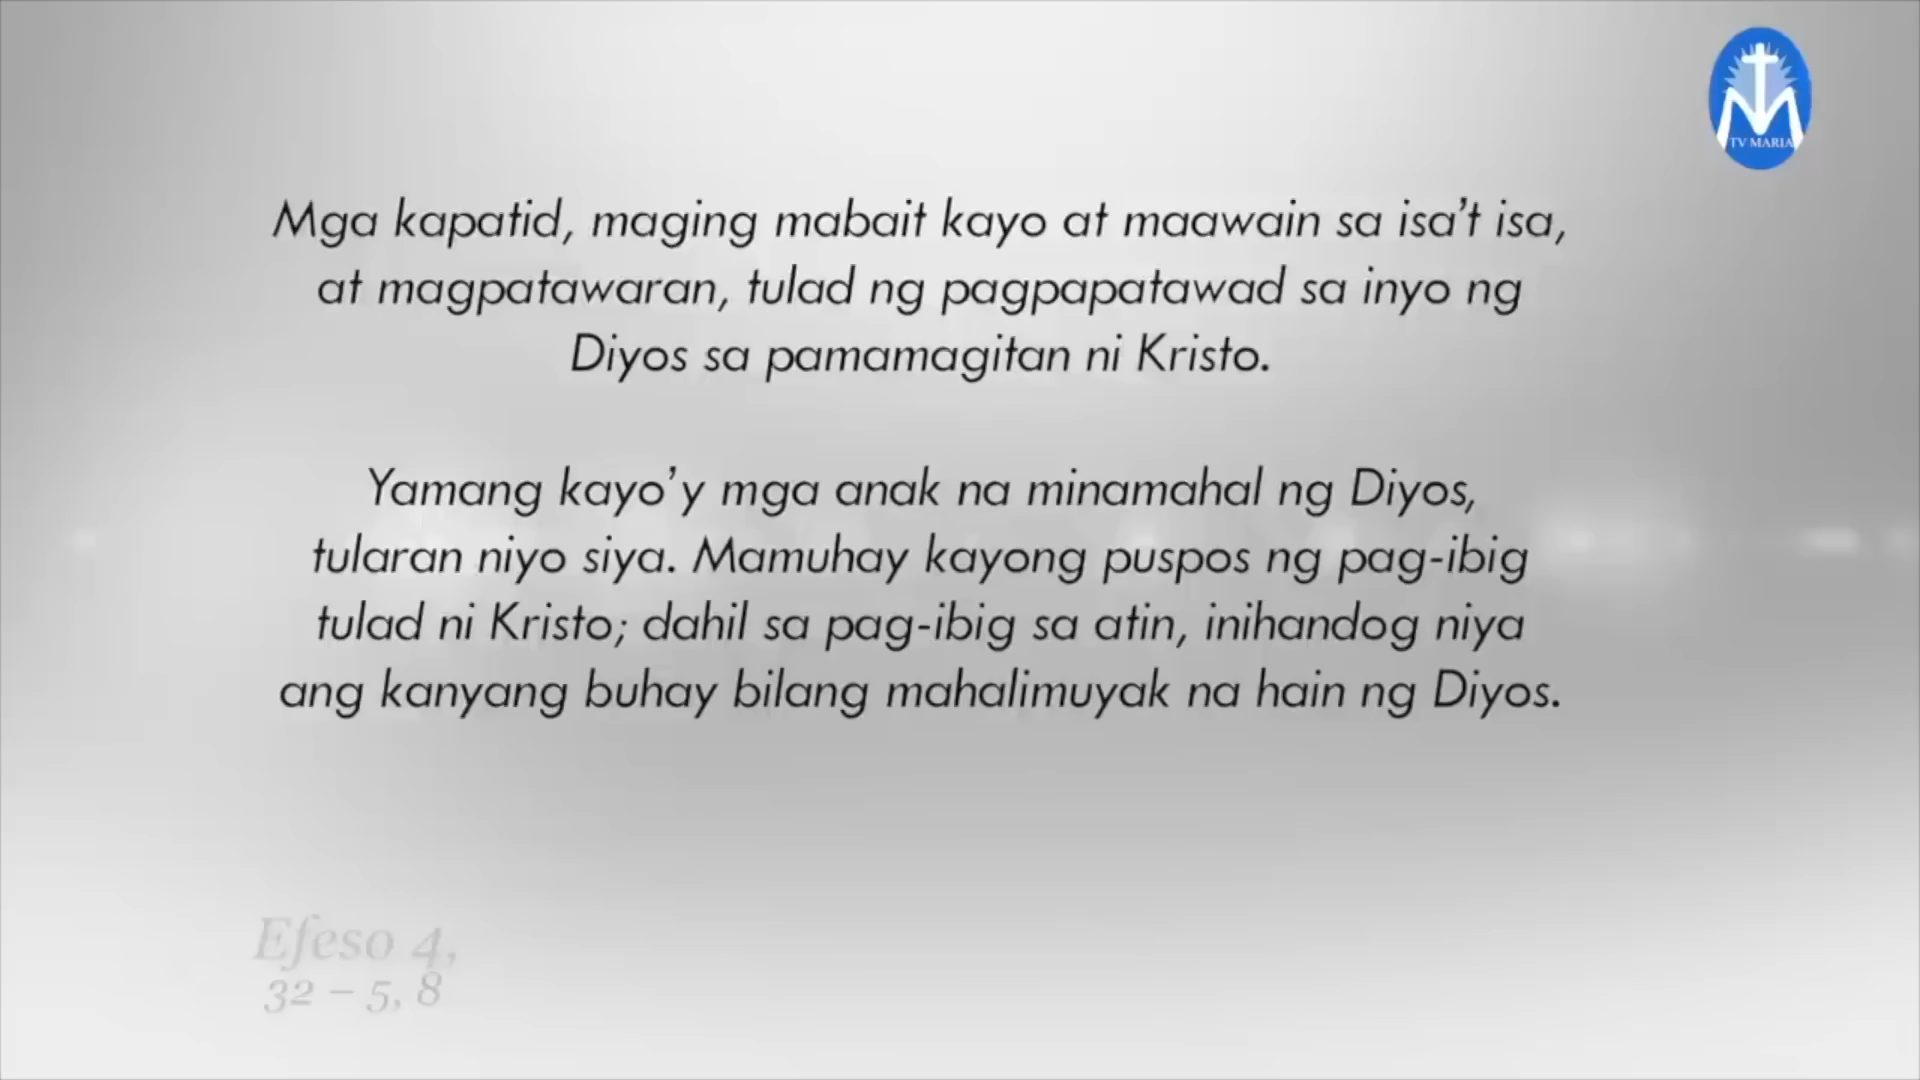 TV MARIA
Mga kapatid, maging mabait kayo at maawain sa isa’t isa,
at magpatawaran, tulad ng pagpapatawad sa inyo ng
Diyos sa pamamagitan ni Kristo.
Yamang kayo’y mga anak na minamahal ng Diyos,
tularan niyo siya. Mamuhay kayong puspos ng pag-ibig
tulad ni Kristo; dahil sa pag-ibig sa atin, inihandog niya
ang kanyang buhay bilang mahalimuyak na hain ng Diyos.
Efeso 4,
32 – 5, 8